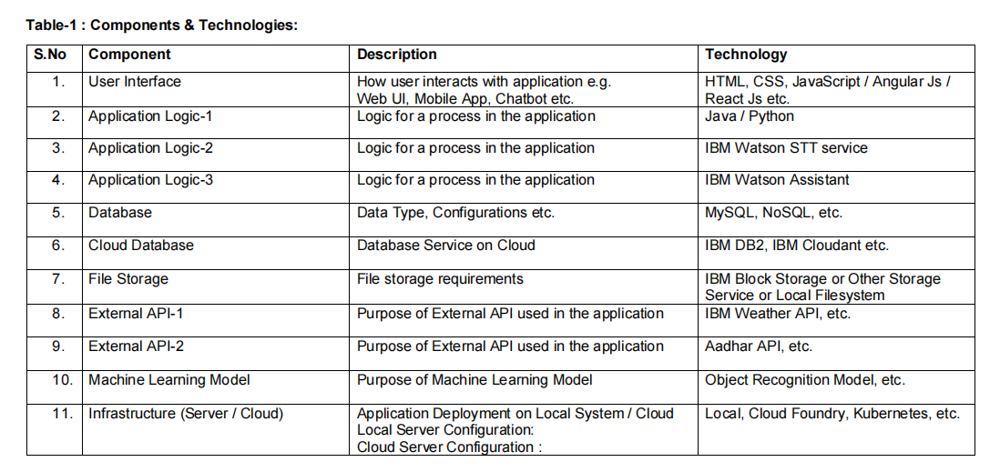 Table-1 : Components & Technologies:
S.No Component Description Technology
1. User Interface How user interacts with application e.g. HTML, CSS, JavaScript / Angular Js /
Web UI, Mobile App, Chatbot etc. React Js etc.
2. Application Logic-1 Logic for a process in the application Java / Python
3. Application Logic-2 Logic for a process in the application IBM Watson STT service
4. Application Logic-3 Logic for a process in the application IBM Watson Assistant
5. Database Data Type, Configurations etc. MySQL, NoSQL, etc.
6. Cloud Database Database Service on Cloud IBM DB2, IBM Cloudant etc.
7. File Storage File storage requirements IBM Block Storage or Other Storage
Service or Local Filesystem
8. External API-1 Purpose of External API used in the application IBM Weather API, etc.
9. External API-2 Purpose of External API used in the application Aadhar API, etc.
10. Machine Learning Model Purpose of Machine Learning Model Object Recognition Model, etc.
11. Infrastructure (Server / Cloud) Application Deployment on Local System / Cloud Local, Cloud Foundry, Kubernetes, etc.
Local Server Configuration:
Cloud Server Configuration :